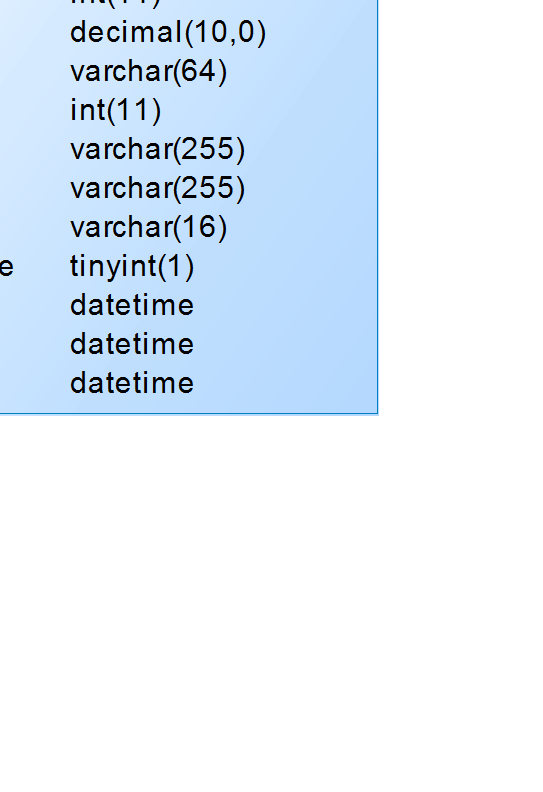 decimal(10,0)
varchar(64)
int(11)
varchar(255)
varchar(255)
varchar(16)
e tinyint(1)
datetime
datetime
datetime